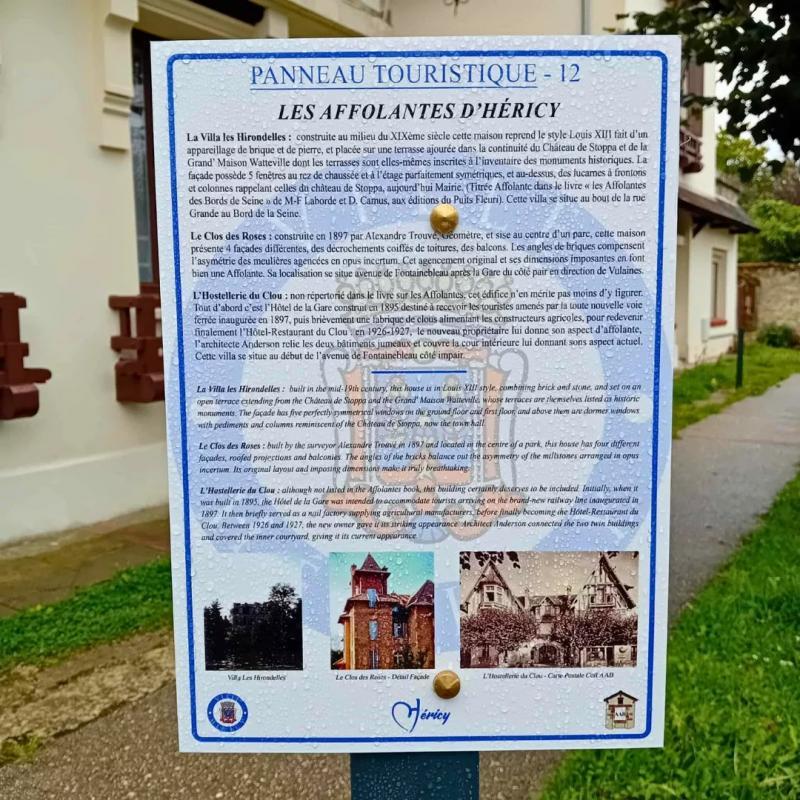 PANNEAU TOURISTIQUE - 12
LES AFFOLANTES D'HÉRICY
La Villa les Hirondelles : construite au milieu du XIXème siècle cette maison reprend le style Louis XIII fait d'un
appareillage de brique et de pierre, et placée sur une terrasse ajourée dans la continuité du Château de Stoppa et de la
Grand' Maison Watteville dont les terrasses sont elles-mêmes inscrites à l'inventaire des monuments historiques. La
façade possède 5 fenêtres au rez de chaussée et à l'étage parfaitement symétriques, et au-dessus, des lucarnes à frontons
et colonnes rappelant celles du château de Stoppa, aujourd'hui Mairie. (Titrée Affolante dans le livre « les Affolantes
des Bords de Seine » de M-F Laborde et D. Camus, aux éditions du Puits Fleuri). Cette villa se situe au bout de la rue
Grande au Bord de la Seine.
Le Clos des Roses : construite en 1897 par Alexandre Trouvé, Géomètre, et sise au centre d'un parc, cette maison
présente 4 façades différentes, des décrochements coiffés de toitures, des balcons. Les angles de briques compensent
l'asymétrie des meulières agencées en opus incertum. Cet agencement original et ses dimensions imposantes en font
bien une Affolante. Sa localisation se situe avenue de Fontainebleau après la Gare du côté pair en direction de Vulaines.
L'Hostellerie du Clou : non répertorié dans le livre sur les Affolantes, cet édifice n'en mérite pas moins d'y figurer.
Tout d'abord c'est l'Hôtel de la Gare construit en 1895 destiné à recevoir les touristes amenés par la toute nouvelle voie
ferrée inaugurée en 1897, puis brièvement une fabrique de clous alimentant les constructeurs agricoles, pour redevenir
finalement l'Hôtel-Restaurant du Clou : en 1926-1927, le nouveau propriétaire lui donne son aspect d'affolante,
l'architecte Anderson relie les deux bâtiments jumeaux et couvre la cour intérieure lui donnant sons aspect actuel.
Cette villa se situe au début de l'avenue de Fontainebleau côté impair.
La Villa les Hirondelles : built in the mid-19th century, this house is in Louis XIII style, combining brick and stone, and set on an
open terrace extending from the Château de Stoppa and the Grand' Maison Watteville, whose terraces are themselves listed as historic
monuments. The façade has five perfectly symmetrical windows on the ground floor and first floor, and above them are dormer windows
with pediments and columns reminiscent of the Château de Stoppa, now the town hall.
Le Clos des Roses : built by the surveyor Alexandre Trouvé in 1897 and located in the centre of a park, this house has four different
façades, roofed projections and balconies. The angles of the bricks balance out the asymmetry of the millstones arranged in opus
incertum. Its original layout and imposing dimensions make it truly breathtaking.
L'Hostellerie du Clou : although not listed in the Affolantes book, this building certainly deserves to be included. Initially, when it
was built in 1895, the Hôtel de la Gare was intended to accommodate tourists arriving on the brand-new railway line inaugurated in
1897. It then briefly served as a nail factory supplying agricultural manufacturers, before finally becoming the Hôtel-Restaurant du
Clou. Between 1926 and 1927, the new owner gave it its striking appearance. Architect Anderson connected the two twin buildings
and covered the inner courtyard, giving it its current appearance.
Villa Les Hirondelles
Le Clos des Roses - Détail Façade
L'Hostellerie du Clou - Carte Postale Coll AAB
Héricy
AAB